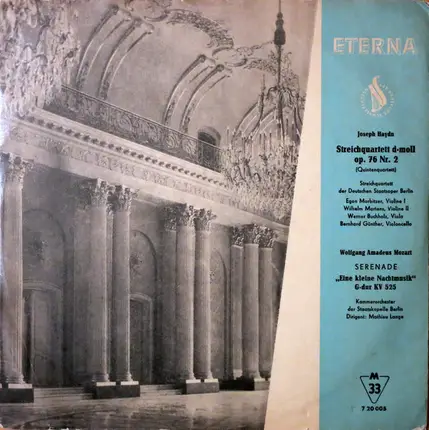 ETERNA
Joseph Haydn
Streichquartett d-moll
op. 76 Nr. 2
(Quintenquartett)
Streichquartett
der Deutschen Staatsoper Berlin
Egon Morbitzer, Violine I
Wilhelm Martens, Violine II
Werner Buchholz, Viola
Bernhard Günther, Violoncello
Wolfgang Amadeus Mozart
SERENADE
„Eine kleine Nachtmusik“
G-dur KV 525
Kammerorchester
der Staatskapelle Berlin
Dirigent: Mathieu Lange
M
33
7 20 005